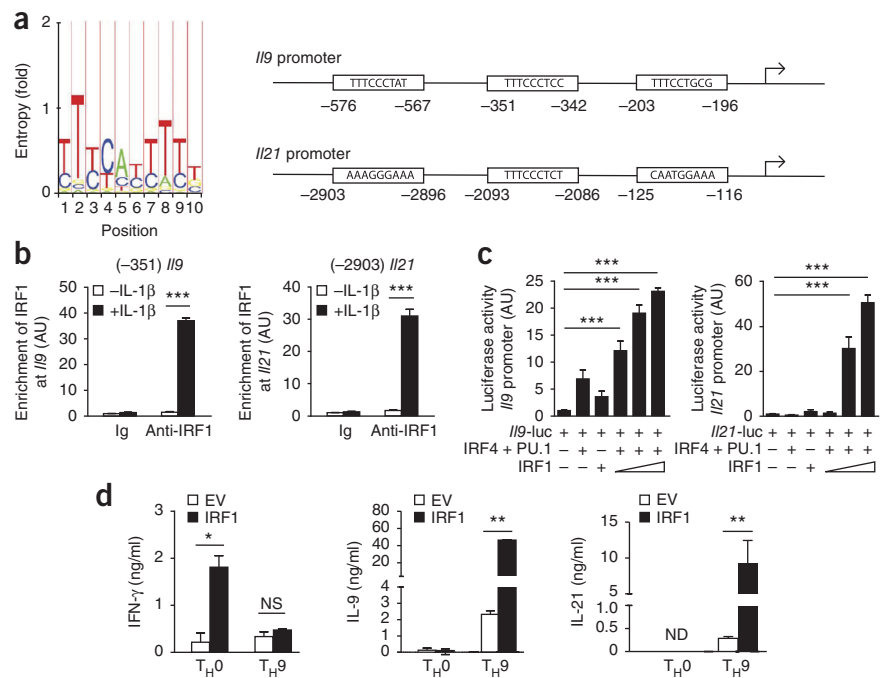 a
2
1
0
Entropy (fold)
T T T C A T T T T T
C C C T C C C A C C
1 2 3 4 5 6 7 8 9 10
Position
Il9 promoter
TTTCCCTAT TTTCCCTCC TTTCCTGCG
–576 –567 –351 –342 –203 –196
Il21 promoter
AAAGGGAAA TTTCCCTCT CAATGGAAA
–2903 –2896 –2093 –2086 –125 –116
b
(–351) Il9
Enrichment of IRF1
at Il9 (AU)
50
40
30
20
10
0
–IL-1β
+IL-1β
***
Ig Anti-IRF1
(–2903) Il21
Enrichment of IRF1
at Il21 (AU)
40
30
20
10
0
–IL-1β
+IL-1β
***
Ig Anti-IRF1
c
Luciferase activity
Il9 promoter (AU)
25
20
15
10
5
0
***
***
***
Il9-luc + + + + + +
IRF4 + PU.1 – + – + + +
IRF1 – – +
Luciferase activity
Il21 promoter (AU)
60
40
20
0
***
***
Il21-luc + + + + + +
IRF4 + PU.1 – + – + + +
IRF1 – – +
d
EV
IRF1
IFN-γ (ng/ml)
3
2
1
0
*
NS
TH0 TH9
EV
IRF1
IL-9 (ng/ml)
80
60
40
20
4
3
2
1
0
**
TH0 TH9
EV
IRF1
IL-21 (ng/ml)
15
10
5
1.0
0.5
0
ND
**
TH0 TH9